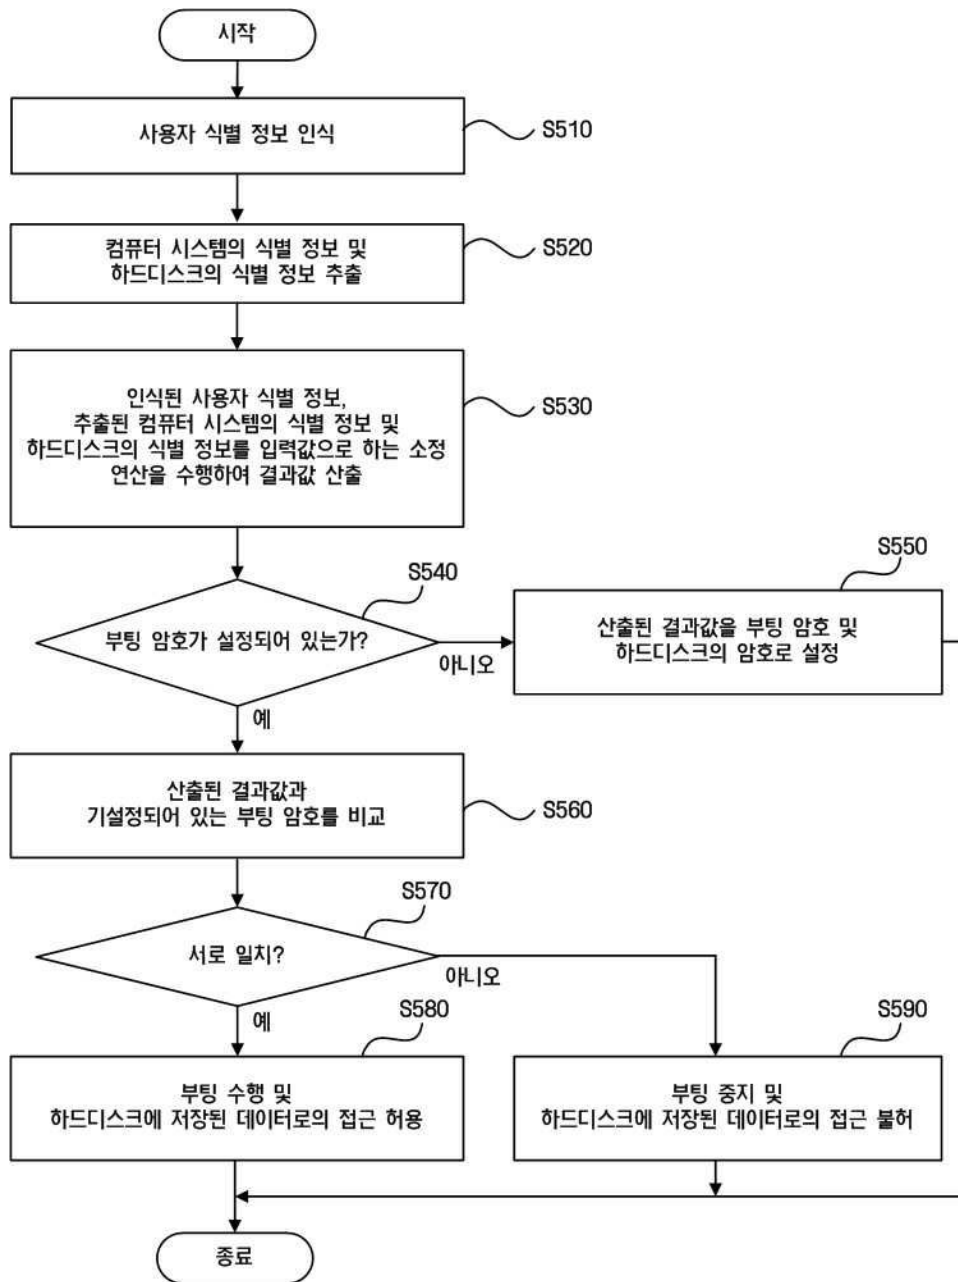 시작
사용자 식별 정보 인식
S510
컴퓨터 시스템의 식별 정보 및
하드디스크의 식별 정보 추출
S520
인식된 사용자 식별 정보,
추출된 컴퓨터 시스템의 식별 정보 및
하드디스크의 식별 정보를 입력값으로 하는 소정
연산을 수행하여 결과값 산출
S530
S540
부팅 암호가 설정되어 있는가?
아니오
예
S550
산출된 결과값을 부팅 암호 및
하드디스크의 암호로 설정
산출된 결과값과
기설정되어 있는 부팅 암호를 비교
S560
S570
서로 일치?
아니오
예
S580
부팅 수행 및
하드디스크에 저장된 데이터로의 접근 허용
S590
부팅 중지 및
하드디스크에 저장된 데이터로의 접근 불허
종료